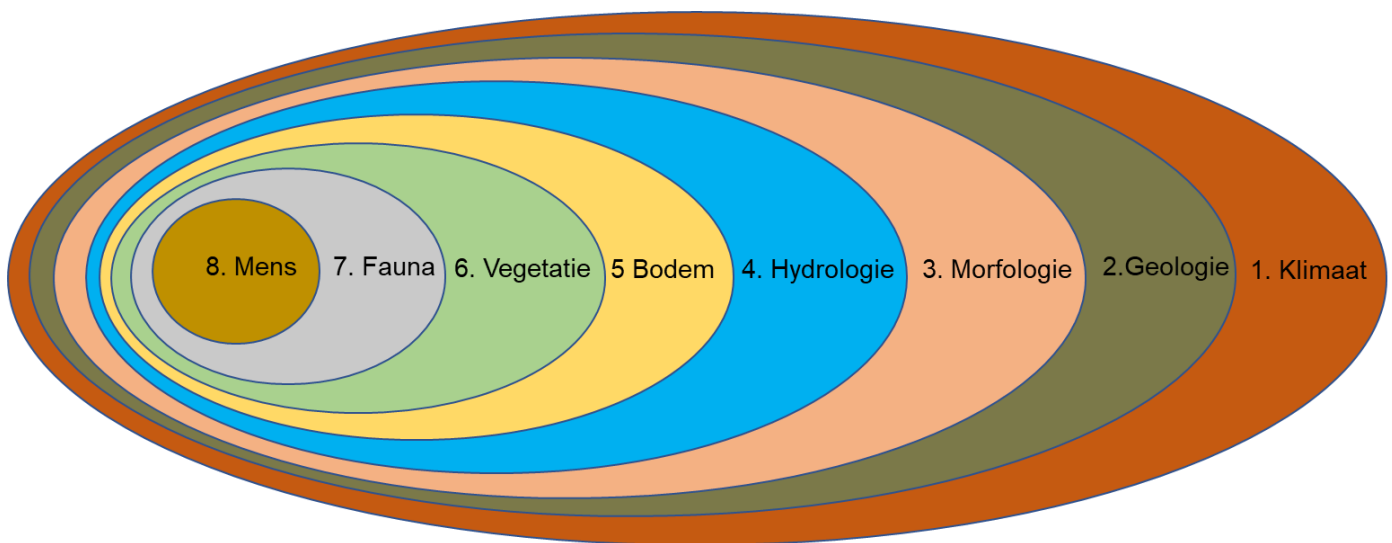 8. Mens
7. Fauna
6. Vegetatie
5 Bodem
4. Hydrologie
3. Morfologie
2.Geologie
1. Klimaat